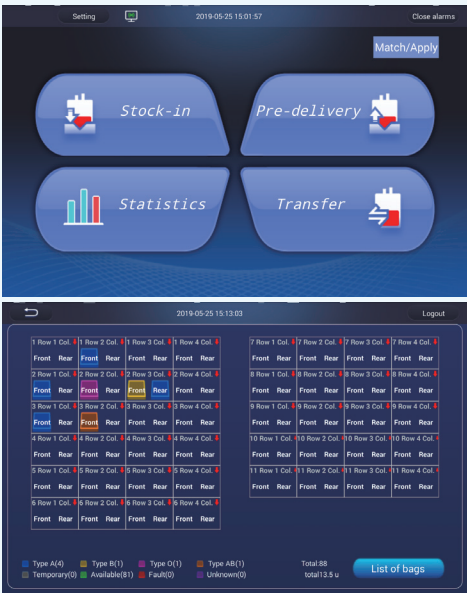 Setting 2019-05-25 15:01:57 Close alarms
Match/Apply
Stock-in Pre-delivery
Statistics Transfer
2019-05-25 15:13:03 Logout
1 Row 1 Col. 1 Row 2 Col. 1 Row 3 Col. 1 Row 4 Col. 7 Row 1 Col. 7 Row 2 Col. 7 Row 3 Col. 7 Row 4 Col.
Front Rear Front Rear Front Rear Front Rear Front Rear Front Rear Front Rear Front Rear
2 Row 1 Col. 2 Row 2 Col. 2 Row 3 Col. 2 Row 4 Col. 8 Row 1 Col. 8 Row 2 Col. 8 Row 3 Col. 8 Row 4 Col.
Front Rear Front Rear Front Rear Front Rear Front Rear Front Rear Front Rear Front Rear
3 Row 1 Col. 3 Row 2 Col. 3 Row 3 Col. 3 Row 4 Col. 9 Row 1 Col. 9 Row 2 Col. 9 Row 3 Col. 9 Row 4 Col.
Front Rear Front Rear Front Rear Front Rear Front Rear Front Rear Front Rear Front Rear
4 Row 1 Col. 4 Row 2 Col. 4 Row 3 Col. 4 Row 4 Col. 10 Row 1 Col. 10 Row 2 Col. 10 Row 3 Col. 10 Row 4 Col.
Front Rear Front Rear Front Rear Front Rear Front Rear Front Rear Front Rear Front Rear
5 Row 1 Col. 5 Row 2 Col. 5 Row 3 Col. 5 Row 4 Col. 11 Row 1 Col. 11 Row 2 Col. 11 Row 3 Col. 11 Row 4 Col.
Front Rear Front Rear Front Rear Front Rear Front Rear Front Rear Front Rear Front Rear
6 Row 1 Col. 6 Row 2 Col. 6 Row 3 Col. 6 Row 4 Col.
Front Rear Front Rear Front Rear Front Rear
Type A(4) Type B(1) Type O(1) Type AB(1) Total:88
Temporary(0) Available(81) Fault(0) Unknown(0) total13.5 u
List of bags